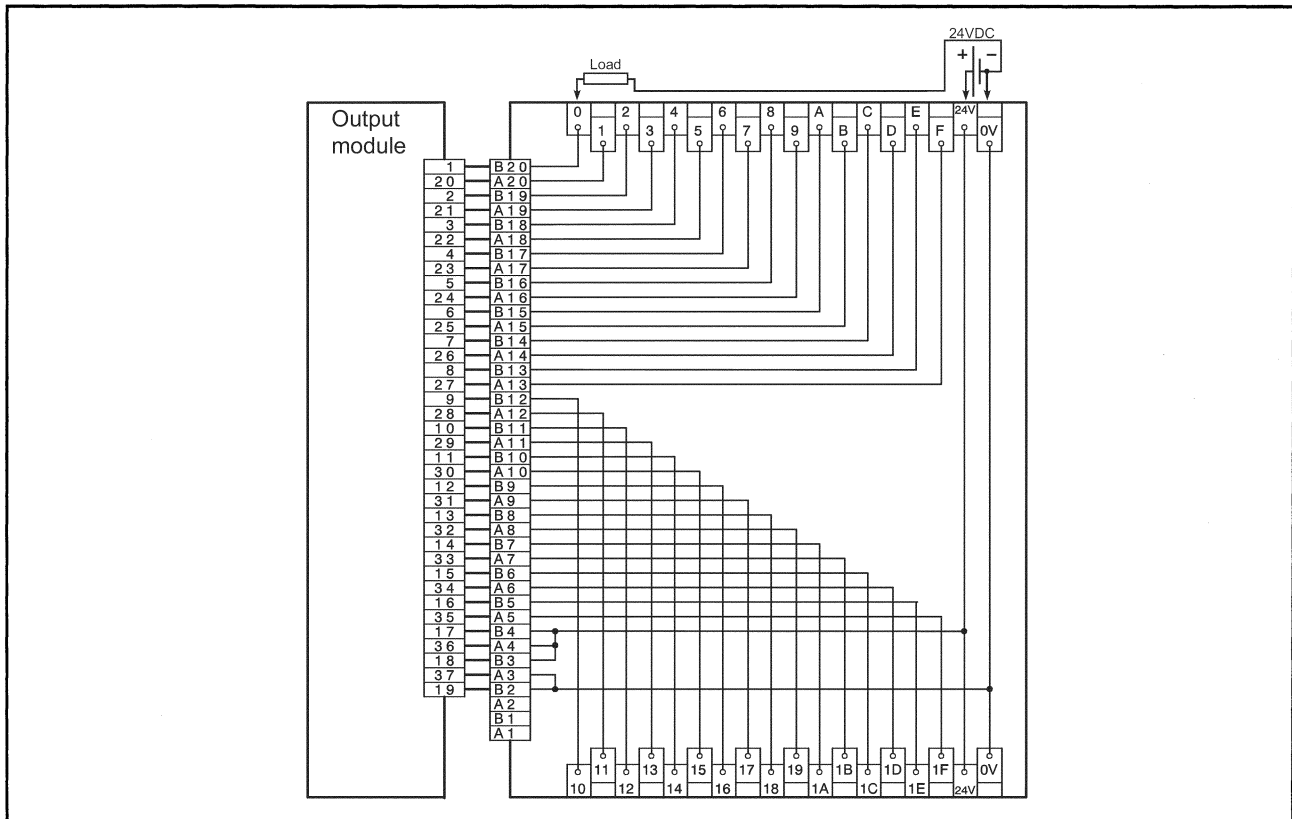 24VDC
+ −
Load
0 2 4 6 8 A C E 24V
1 3 5 7 9 B D F 0V
Output
module
1 B20
20 A20
2 B19
21 A19
3 B18
22 A18
4 B17
23 A17
5 B16
24 A16
6 B15
25 A15
7 B14
26 A14
8 B13
27 A13
9 B12
28 A12
10 B11
29 A11
11 B10
30 A10
12 B9
31 A9
13 B8
32 A8
14 B7
33 A7
15 B6
34 A6
16 B5
35 A5
17 B4
36 A4
18 B3
37 A3
19 B2
A2
B1
A1
11 13 15 17 19 1B 1D 1F 0V
10 12 14 16 18 1A 1C 1E 24V